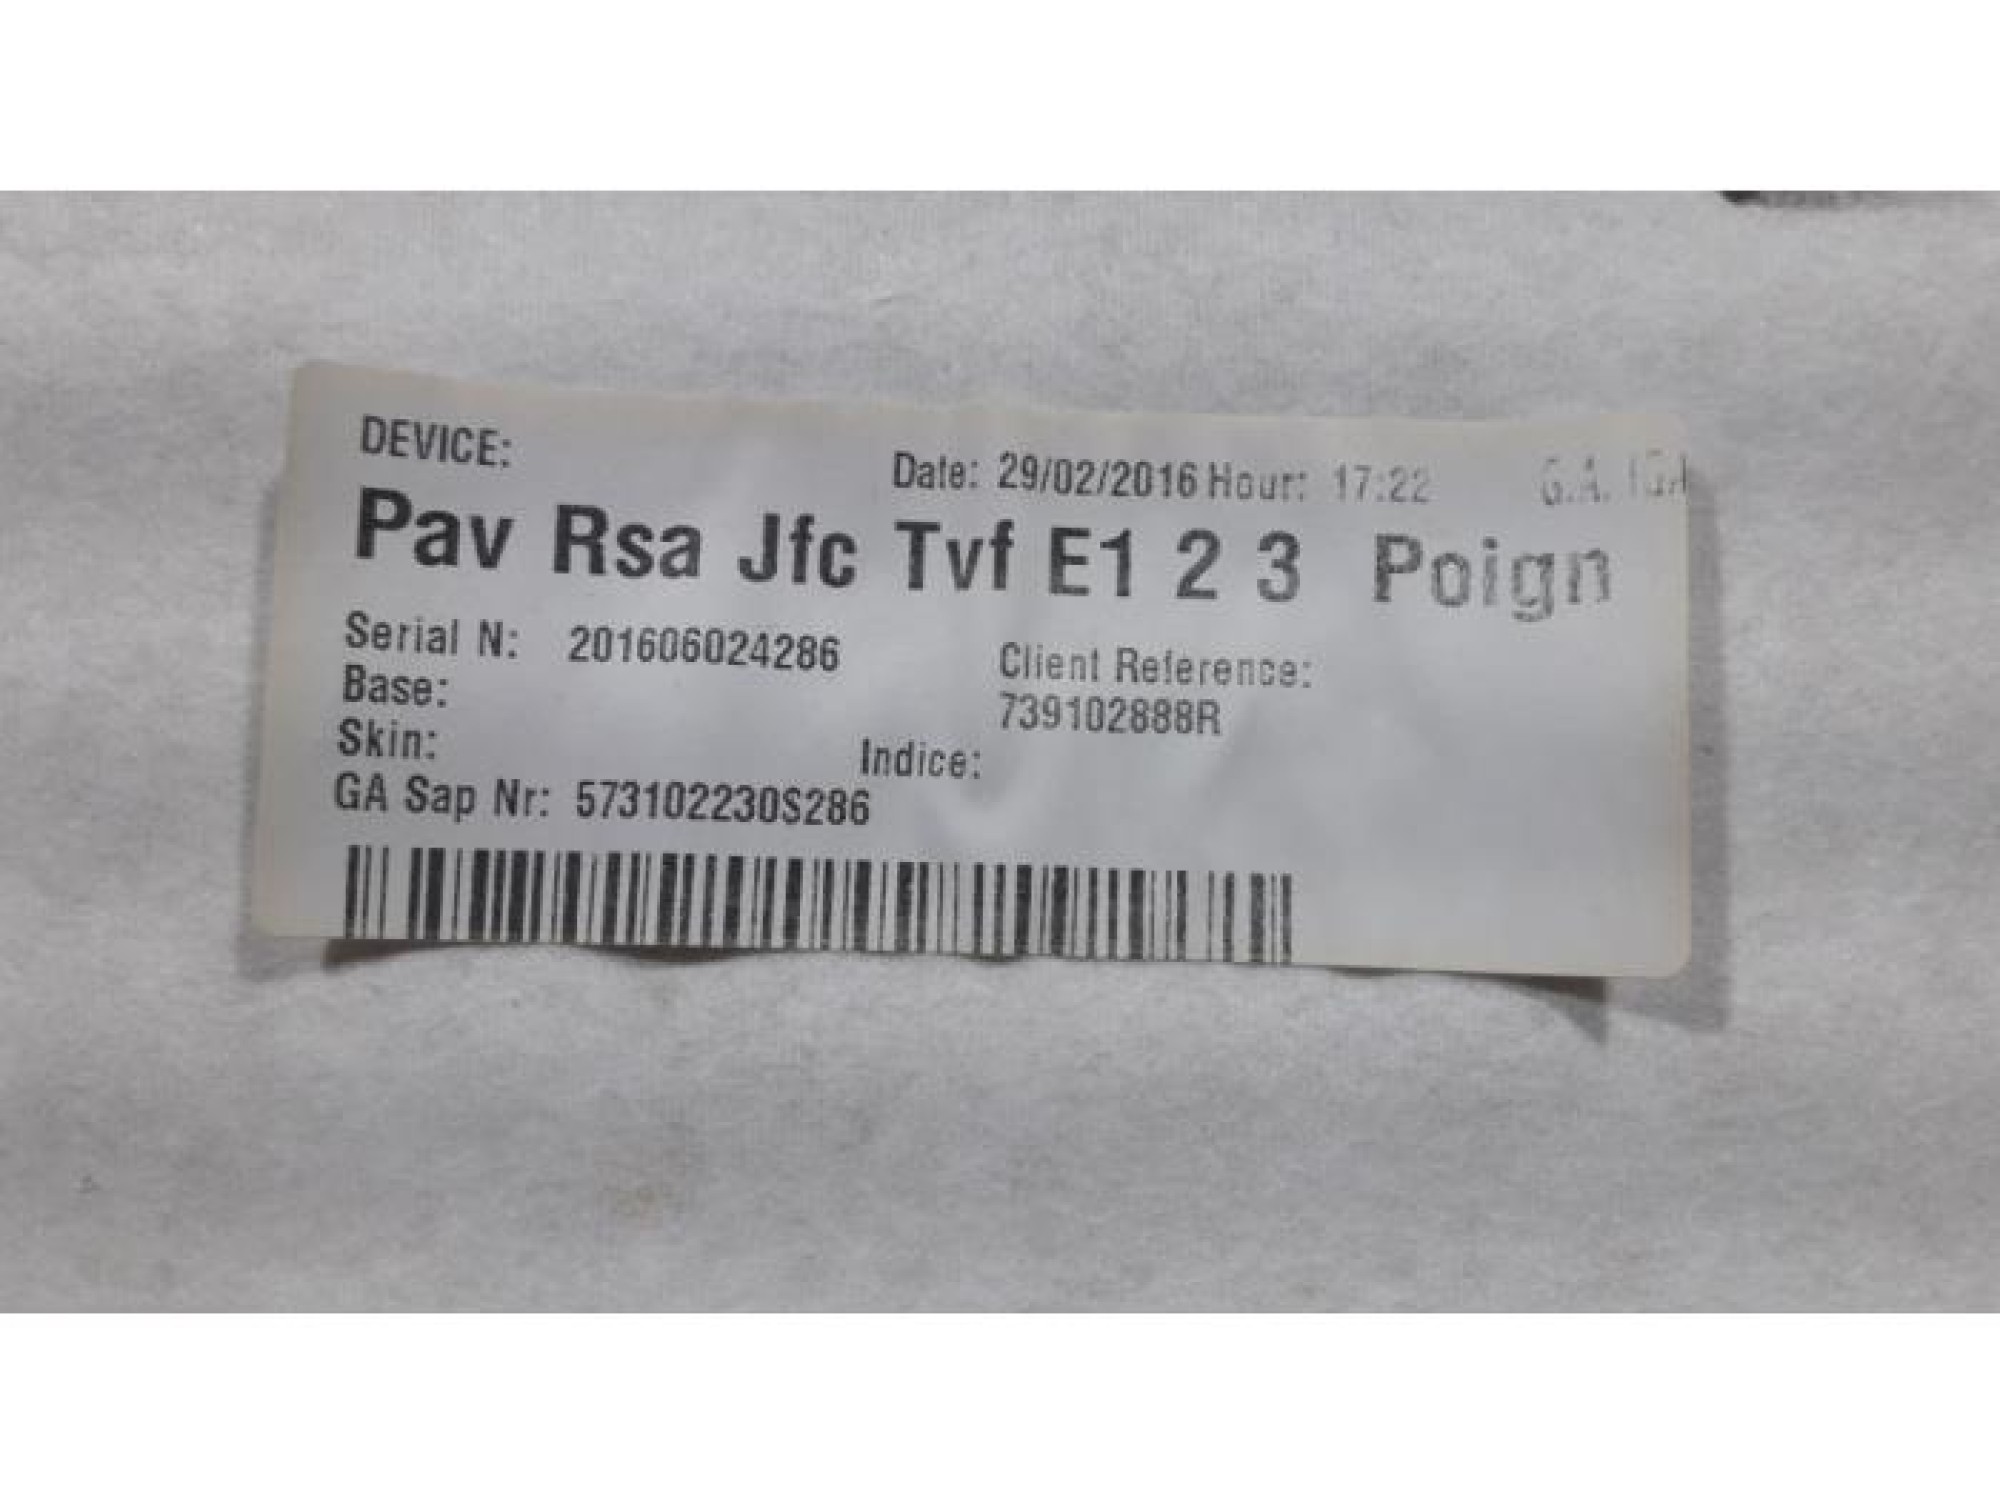 DEVICE:
Date: 29/02/2016 Hour: 17:22 G.A.
Pav Rsa Jfc Tvf E1 2 3 Poign
Serial N: 201606024286
Client Reference:
Base:
739102888R
Skin:
Indice:
GA Sap Nr: 573102230S286